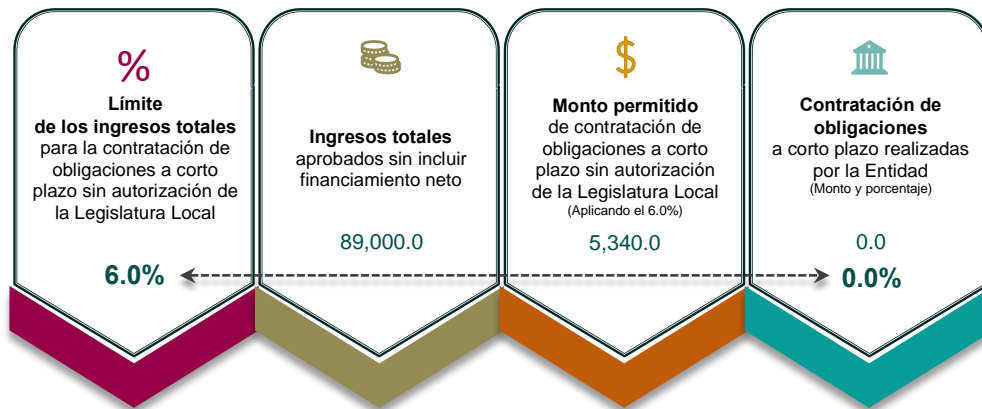 %
Límite
de los ingresos totales
para la contratación de
obligaciones a corto
plazo sin autorización de
la Legislatura Local
6.0%
Ingresos totales
aprobados sin incluir
financiamiento neto
89,000.0
$
Monto permitido
de contratación de
obligaciones a corto
plazo sin autorización
de la Legislatura Local
(Aplicando el 6.0%)
5,340.0
Contratación de
obligaciones
a corto plazo realizadas
por la Entidad
(Monto y porcentaje)
0.0
0.0%